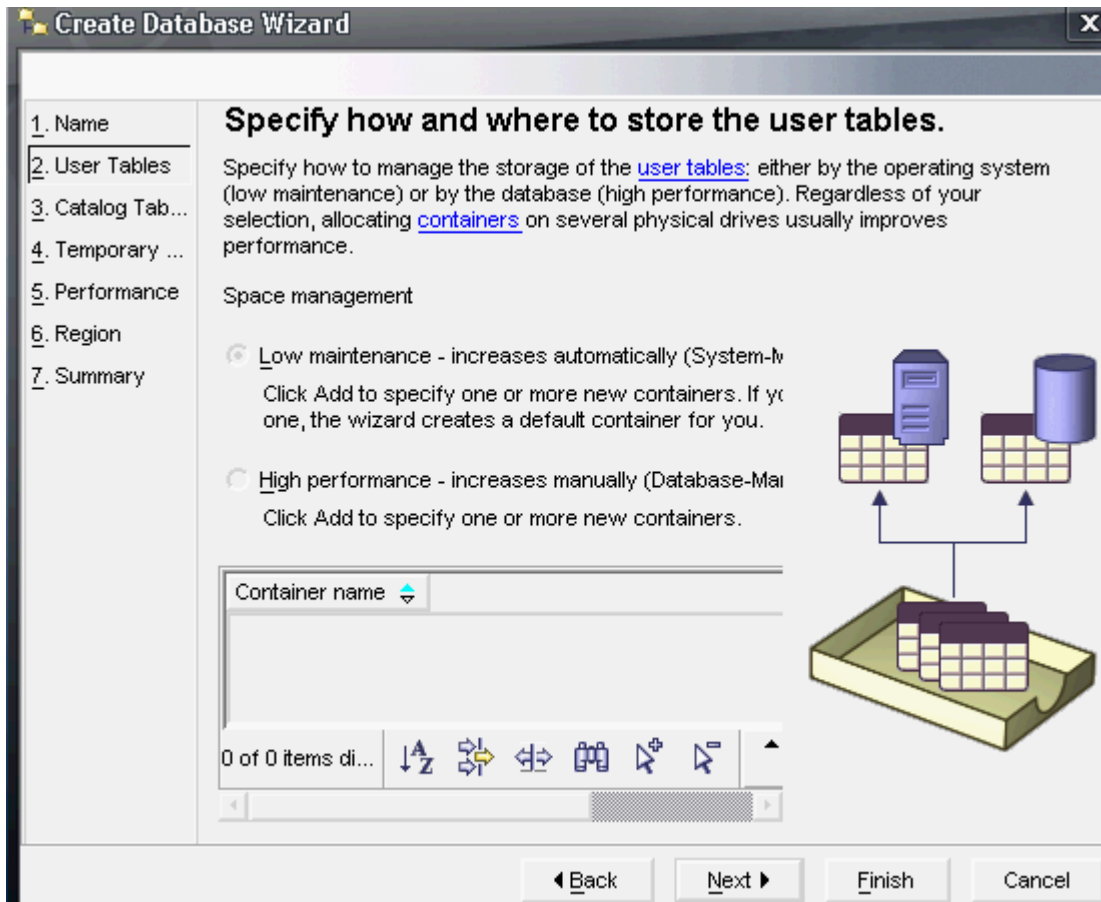 Create Database Wizard
1. Name
2. User Tables
3. Catalog Tab...
4. Temporary ...
5. Performance
6. Region
7. Summary
Specify how and where to store the user tables.
Specify how to manage the storage of the user tables: either by the operating system
(low maintenance) or by the database (high performance). Regardless of your
selection, allocating containers on several physical drives usually improves
performance.
Space management
Low maintenance - increases automatically (System-M
Click Add to specify one or more new containers. If yo
one, the wizard creates a default container for you.
High performance - increases manually (Database-Ma
Click Add to specify one or more new containers.
Container name
0 of 0 items di...
Back Next Finish Cancel